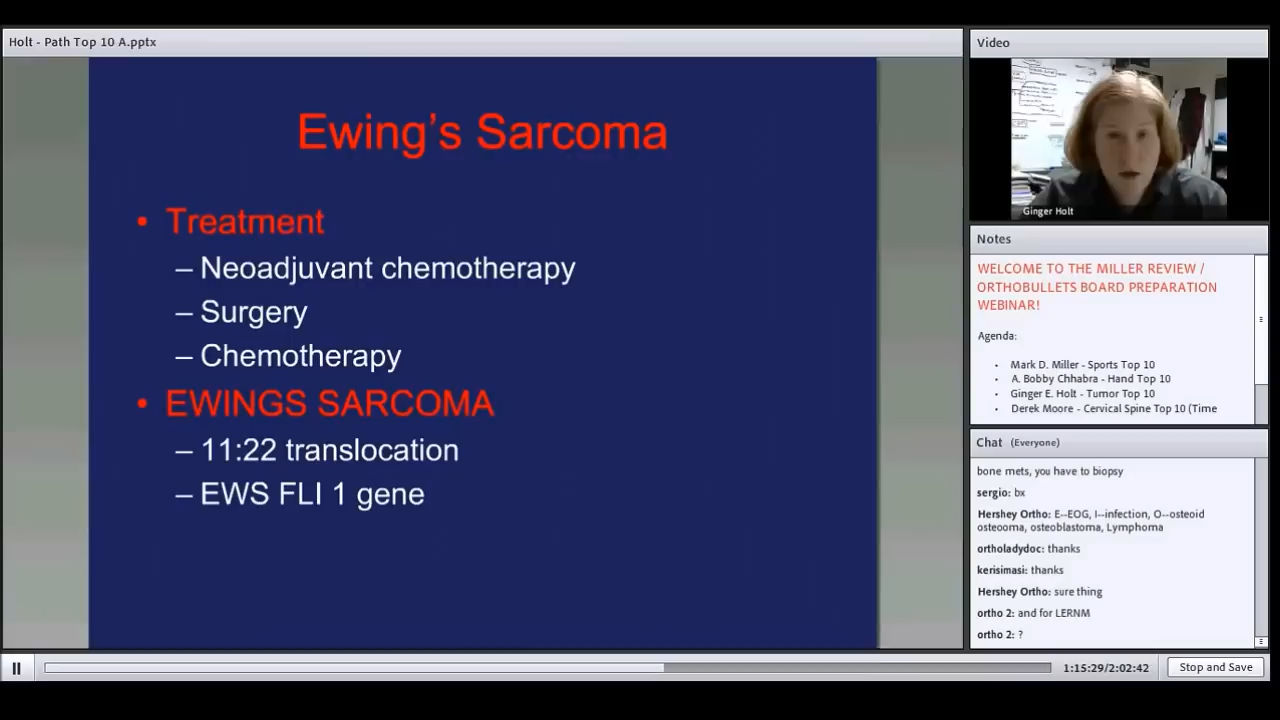 Holt - Path Top 10 A.pptx
Ewing's Sarcoma
• Treatment
– Neoadjuvant chemotherapy
– Surgery
– Chemotherapy
• EWINGS SARCOMA
– 11:22 translocation
– EWS FLI 1 gene
Video
Ginger Holt
Notes
WELCOME TO THE MILLER REVIEW /
ORTHOBULLETS BOARD PREPARATION
WEBINAR!
Agenda:
• Mark D. Miller - Sports Top 10
• A. Bobby Chhabra - Hand Top 10
• Ginger E. Holt - Tumor Top 10
• Derek Moore - Cervical Spine Top 10 (Time
Chat (Everyone)
bone mets, you have to biopsy
sergio: bx
Hershey Ortho: E--EOG, I--infection, O--osteoid
osteooma, osteoblastoma, Lymphoma
ortholadydoc: thanks
kerisimasi: thanks
Hershey Ortho: sure thing
ortho 2: and for LERNM
ortho 2: ?
1:15:29/2:02:42
Stop and Save